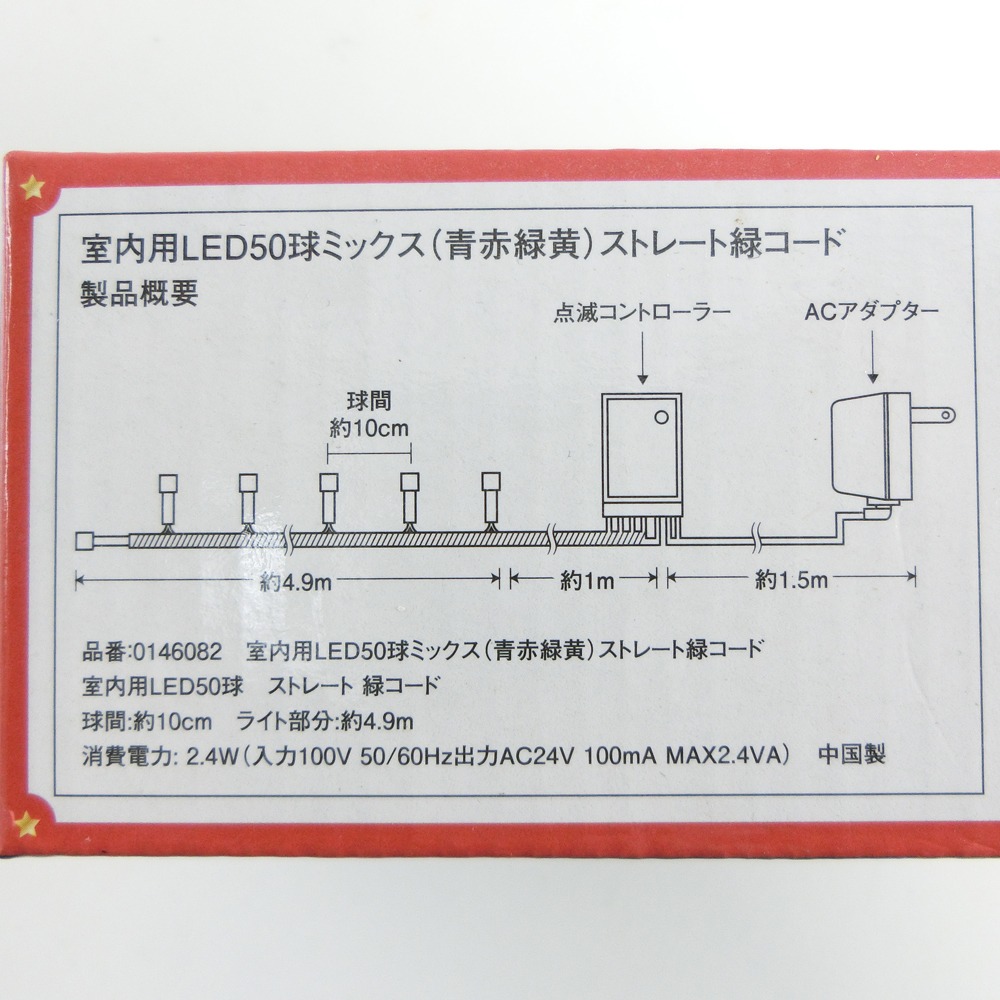 室内用LED50球ミックス(青赤緑黄)ストレート緑コード
製品概要
点滅コントローラー
ACアダプター
球間
約10cm
約4.9m
約1m
約1.5m
品番:0146082 室内用LED50球ミックス(青赤緑黄)ストレート緑コード
室内用LED50球 ストレート 緑コード
球間:約10cm ライト部分:約4.9m
消費電力: 2.4W(入力100V 50/60Hz出力AC24V 100mA MAX2.4VA) 中国製